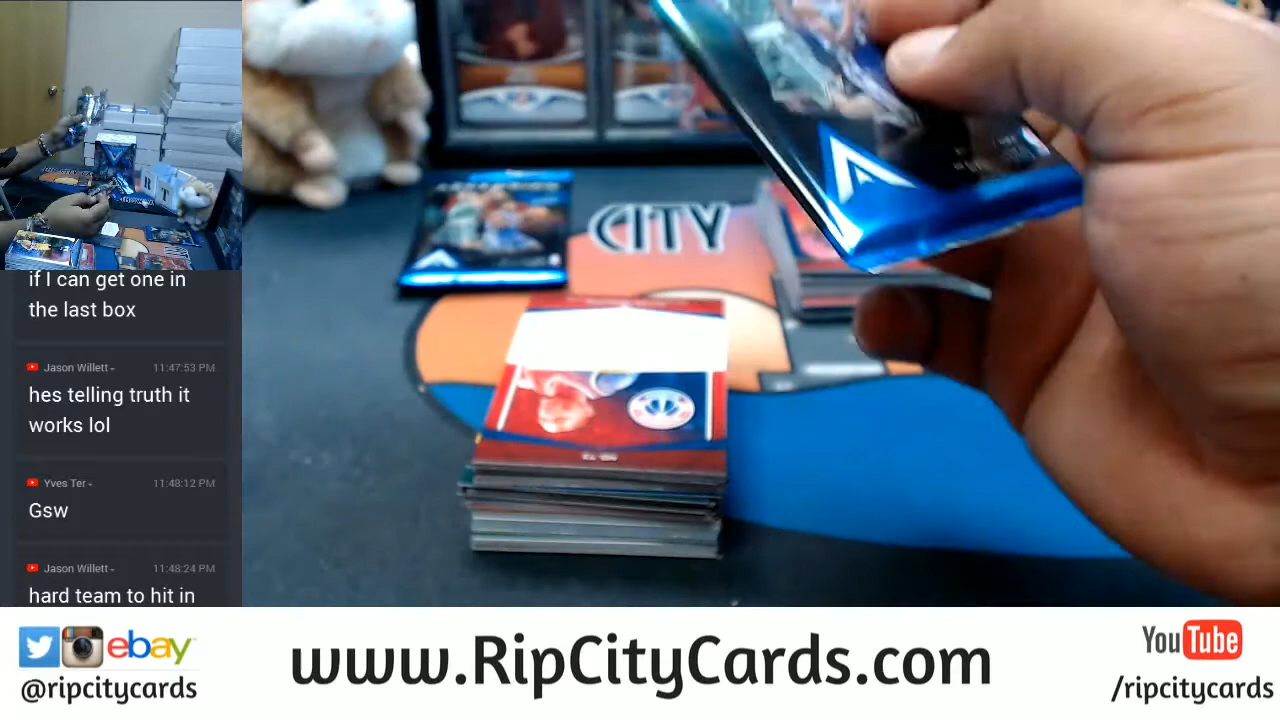 if I can get one in
the last box
Jason Willett
11:47:53 PM
hes telling truth it
works lol
Yves Ter
11:48:12 PM
Gsw
Jason Willett
11:48:24 PM
hard team to hit in
CITY
ebay
@ripcitycards
www.RipCityCards.com
YouTube
/ripcitycards